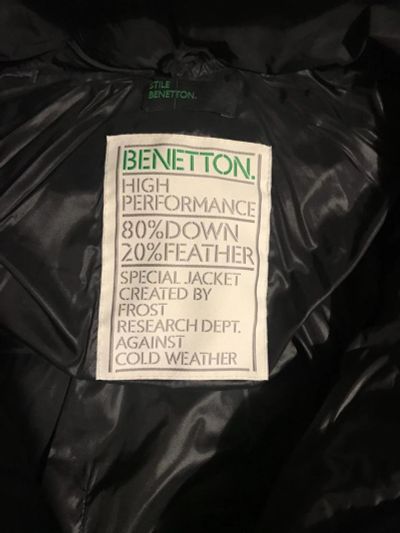 STILE
BENETTON.
BENETTON.
HIGH
PERFORMANCE
80%DOWN
20%FEATHER
SPECIAL JACKET
CREATED BY
FROST
RESEARCH DEPT.
AGAINST
COLD WEATHER